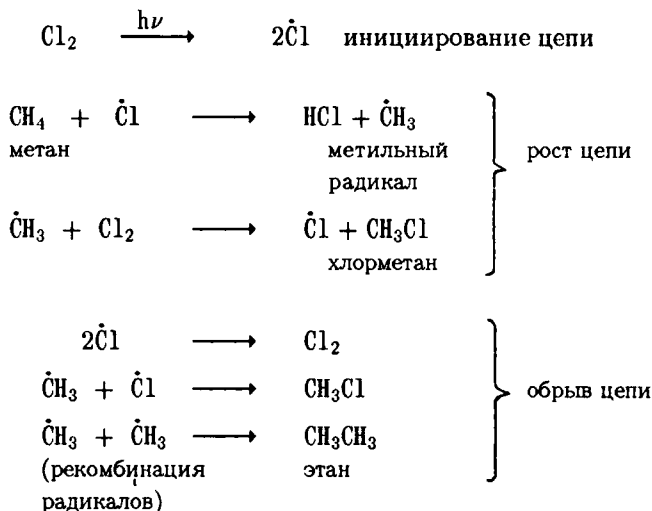 Cl₂ hν ⟶ 2Ċl инициирование цепи
CH₄ + Ċl ⟶ HCl + ĊH₃
метан метильный
радикал
рост цепи
ĊH₃ + Cl₂ ⟶ Ċl + CH₃Cl
хлорметан
2Ċl ⟶ Cl₂
ĊH₃ + Ċl ⟶ CH₃Cl
обрыв цепи
ĊH₃ + ĊH₃ ⟶ CH₃CH₃
(рекомбинация этан
радикалов)